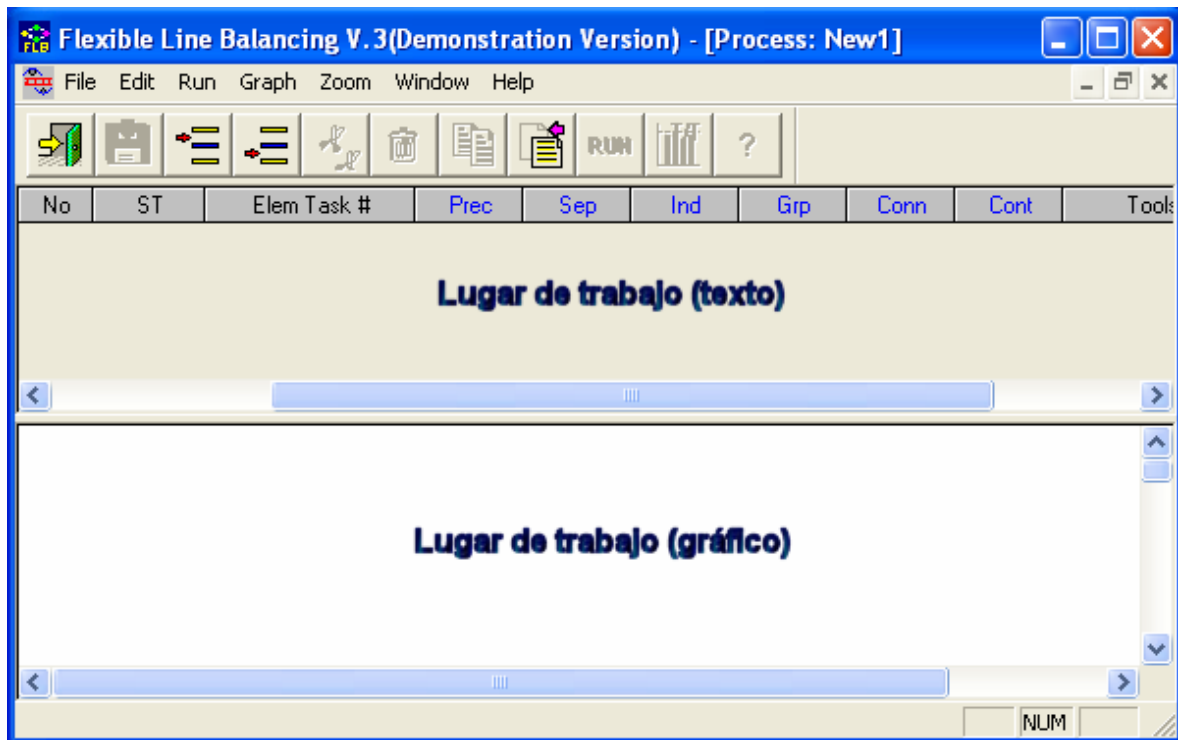 FLB Flexible Line Balancing V.3(Demonstration Version) - [Process: New1]
File Edit Run Graph Zoom Window Help
RUN ?
No ST Elem Task # Prec Sep Ind Grp Conn Cont Tools
Lugar de trabajo (texto)
Lugar de trabajo (gráfico)
NUM